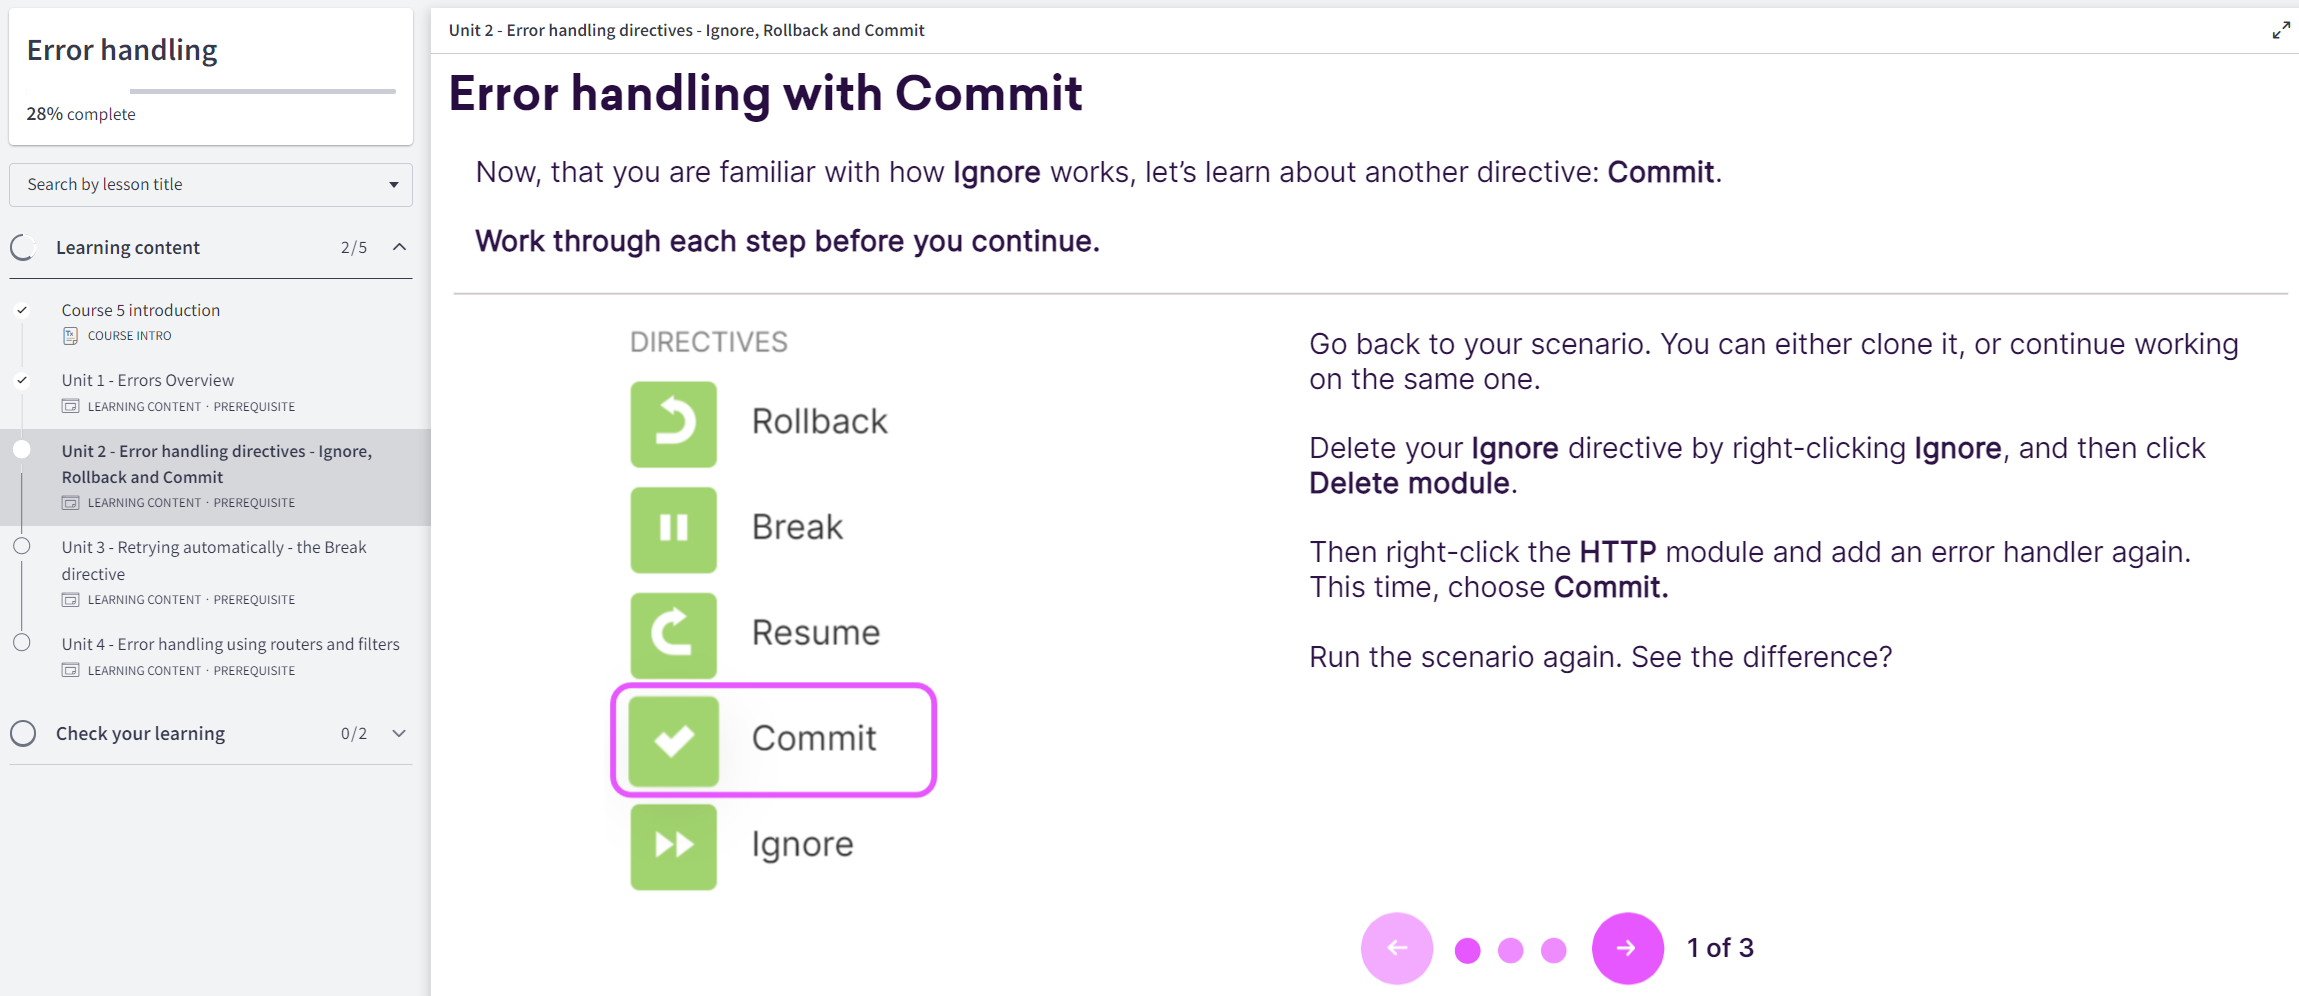 Error handling
28% complete
Search by lesson title
Learning content 2/5
Course 5 introduction
COURSE INTRO
Unit 1 - Errors Overview
LEARNING CONTENT · PREREQUISITE
Unit 2 - Error handling directives - Ignore,
Rollback and Commit
LEARNING CONTENT · PREREQUISITE
Unit 3 - Retrying automatically - the Break
directive
LEARNING CONTENT · PREREQUISITE
Unit 4 - Error handling using routers and filters
LEARNING CONTENT · PREREQUISITE
Check your learning 0/2
Unit 2 - Error handling directives - Ignore, Rollback and Commit
Error handling with Commit
Now, that you are familiar with how Ignore works, let’s learn about another directive: Commit.
Work through each step before you continue.
DIRECTIVES
Rollback
Break
Resume
Commit
Ignore
Go back to your scenario. You can either clone it, or continue working
on the same one.
Delete your Ignore directive by right-clicking Ignore, and then click
Delete module.
Then right-click the HTTP module and add an error handler again.
This time, choose Commit.
Run the scenario again. See the difference?
1 of 3